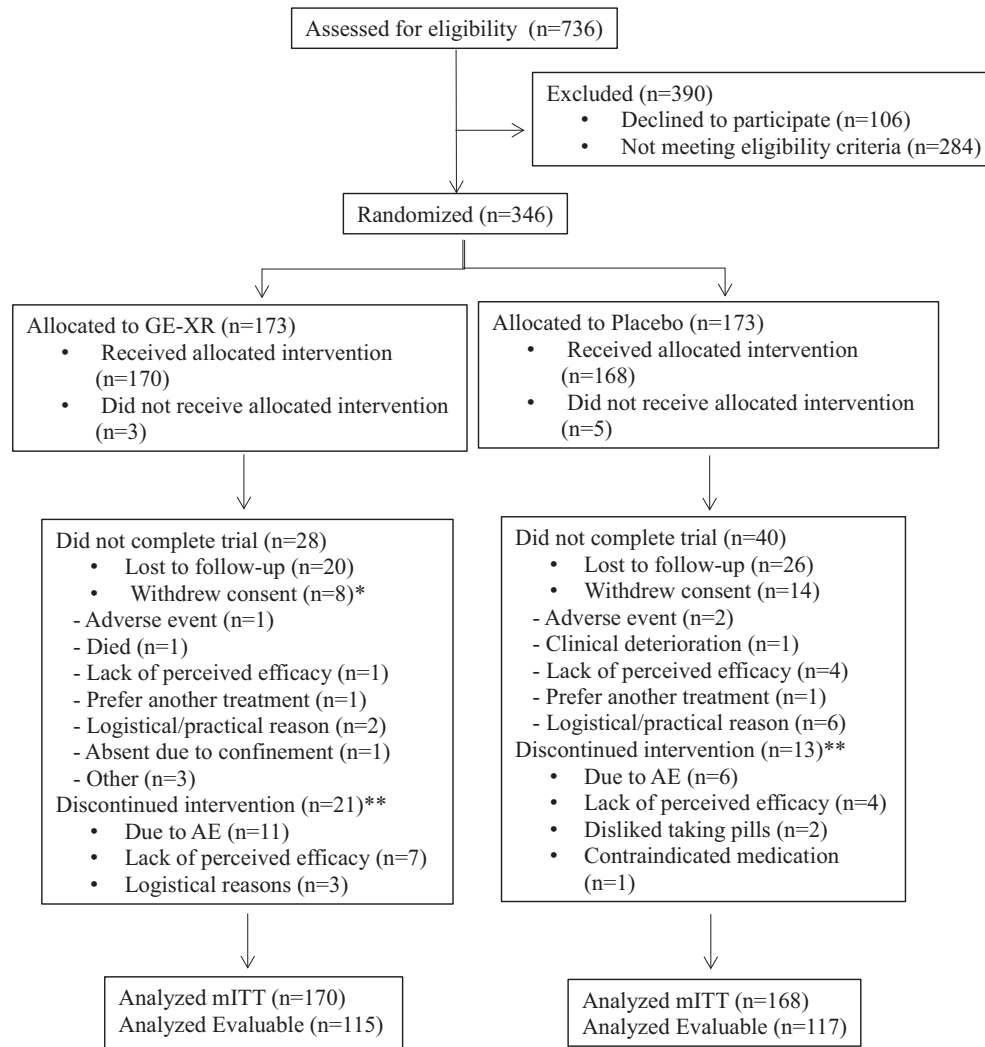 Assessed for eligibility (n=736)
Excluded (n=390)
• Declined to participate (n=106)
• Not meeting eligibility criteria (n=284)
Randomized (n=346)
Allocated to GE-XR (n=173)
• Received allocated intervention
(n=170)
• Did not receive allocated intervention
(n=3)
Allocated to Placebo (n=173)
• Received allocated intervention
(n=168)
• Did not receive allocated intervention
(n=5)
Did not complete trial (n=28)
• Lost to follow-up (n=20)
• Withdrew consent (n=8)*
- Adverse event (n=1)
- Died (n=1)
- Lack of perceived efficacy (n=1)
- Prefer another treatment (n=1)
- Logistical/practical reason (n=2)
- Absent due to confinement (n=1)
- Other (n=3)
Discontinued intervention (n=21)**
• Due to AE (n=11)
• Lack of perceived efficacy (n=7)
• Logistical reasons (n=3)
Did not complete trial (n=40)
• Lost to follow-up (n=26)
• Withdrew consent (n=14)
- Adverse event (n=2)
- Clinical deterioration (n=1)
- Lack of perceived efficacy (n=4)
- Prefer another treatment (n=1)
- Logistical/practical reason (n=6)
Discontinued intervention (n=13)**
• Due to AE (n=6)
• Lack of perceived efficacy (n=4)
• Disliked taking pills (n=2)
• Contraindicated medication
(n=1)
Analyzed mITT (n=170)
Analyzed Evaluable (n=115)
Analyzed mITT (n=168)
Analyzed Evaluable (n=117)